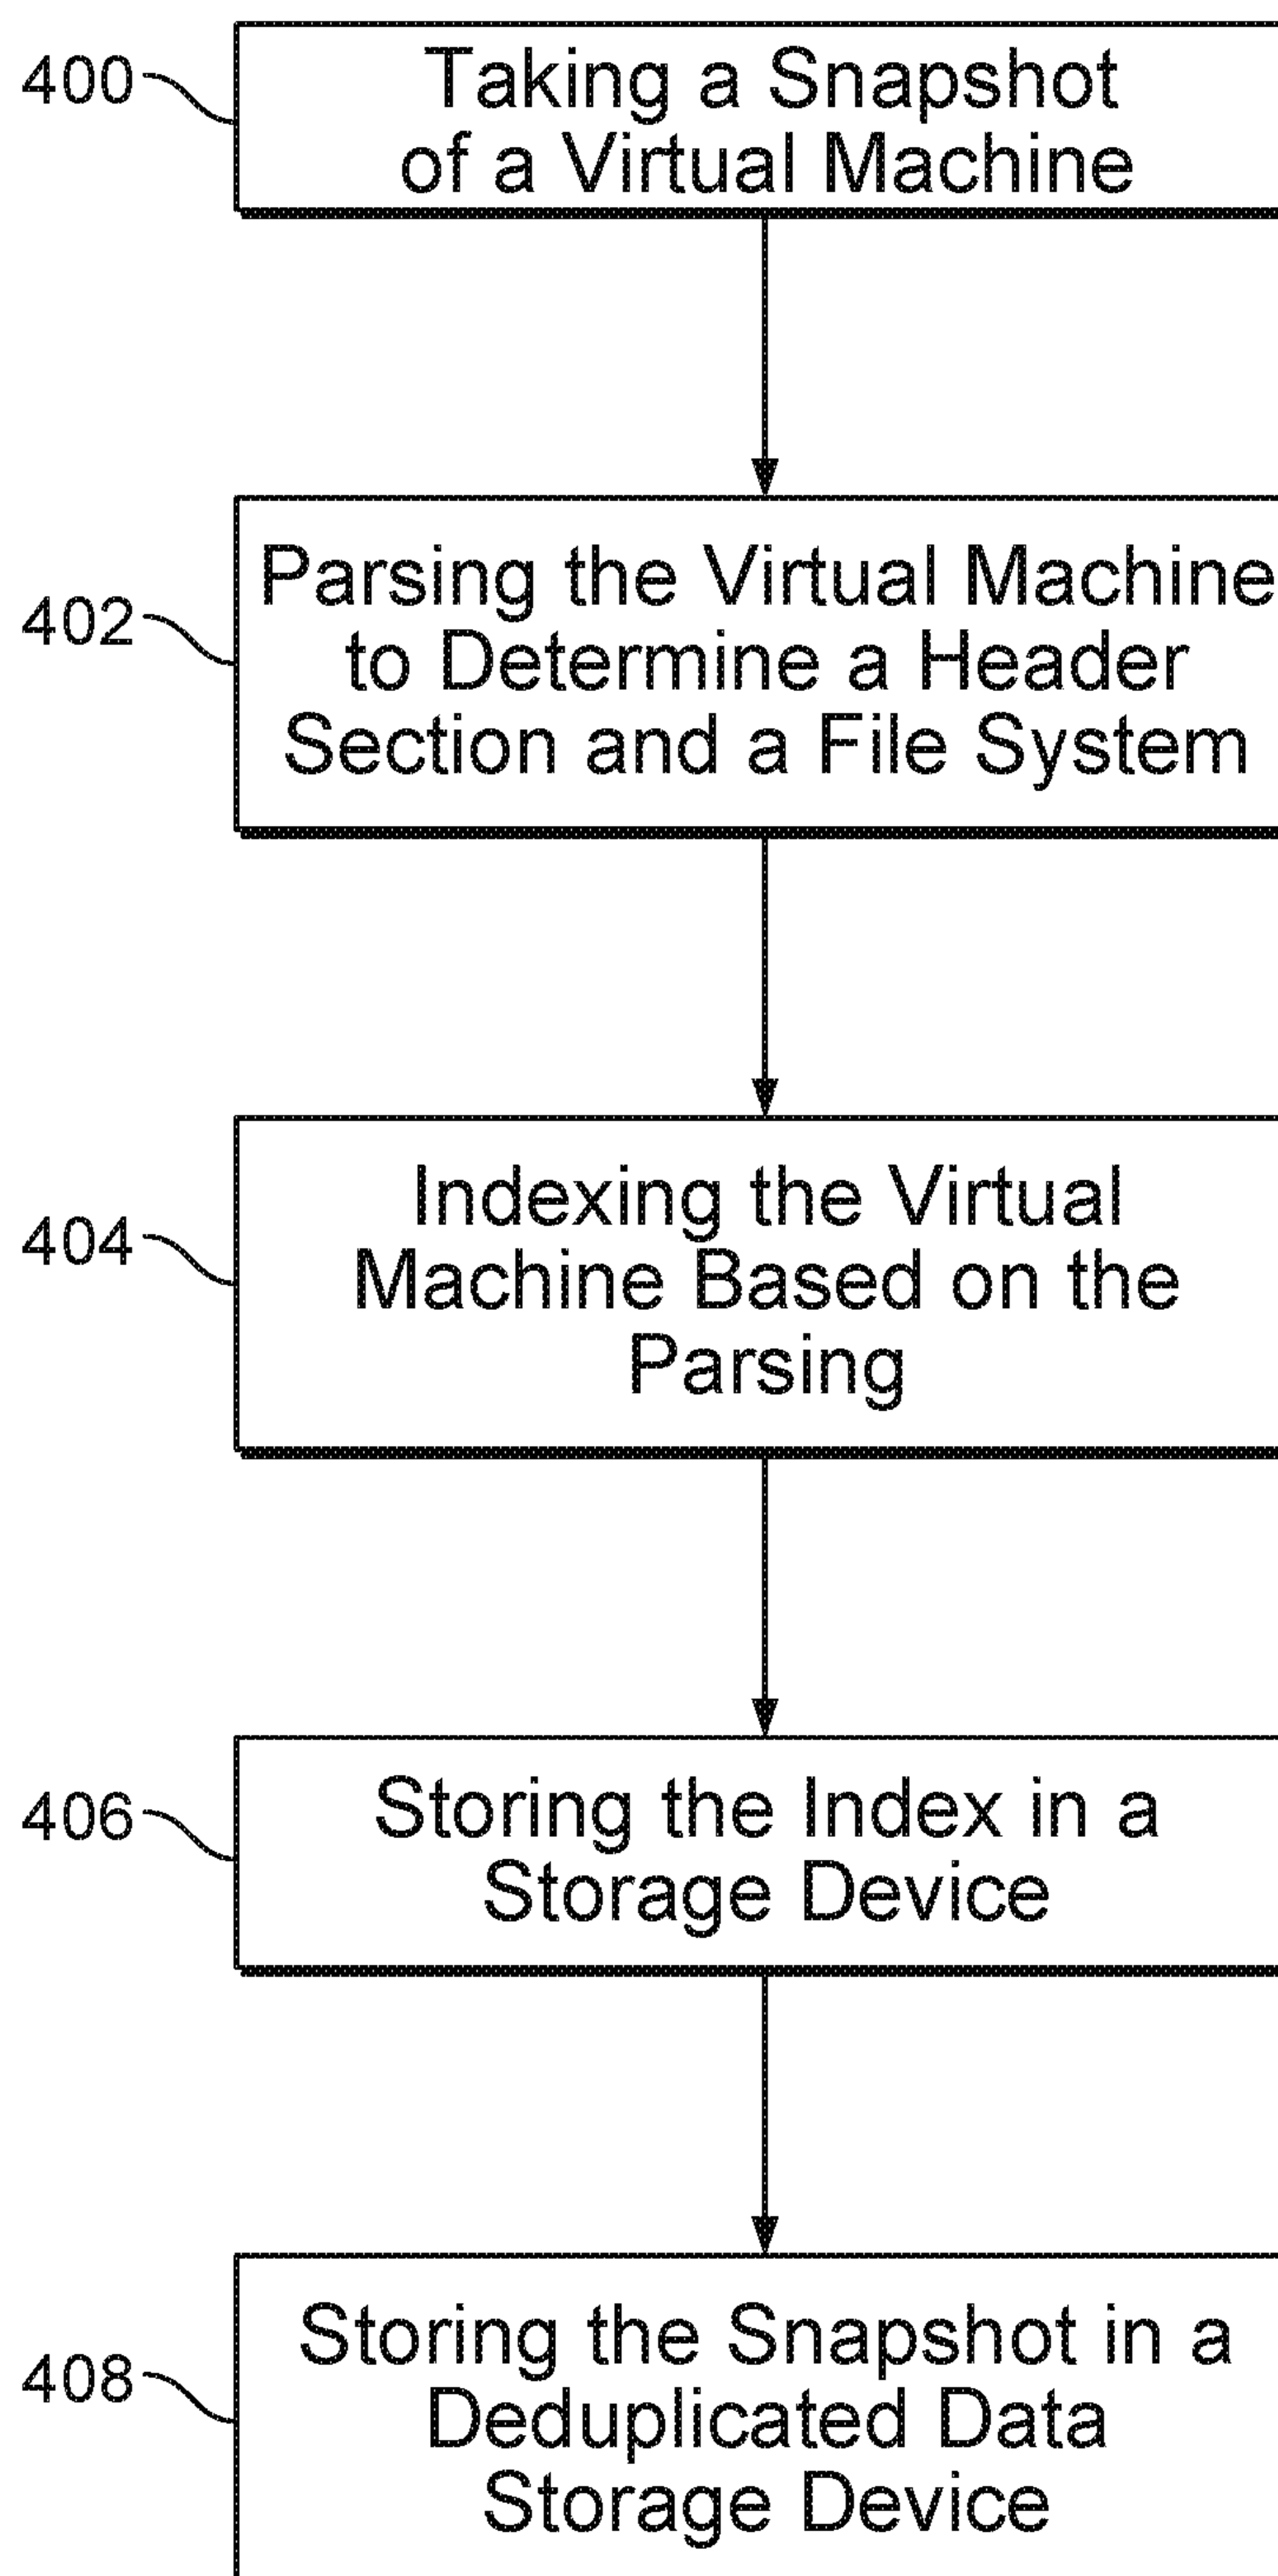 400
Taking a Snapshot
of a Virtual Machine
402
Parsing the Virtual Machine
to Determine a Header
Section and a File System
404
Indexing the Virtual
Machine Based on the
Parsing
406
Storing the Index in a
Storage Device
408
Storing the Snapshot in a
Deduplicated Data
Storage Device